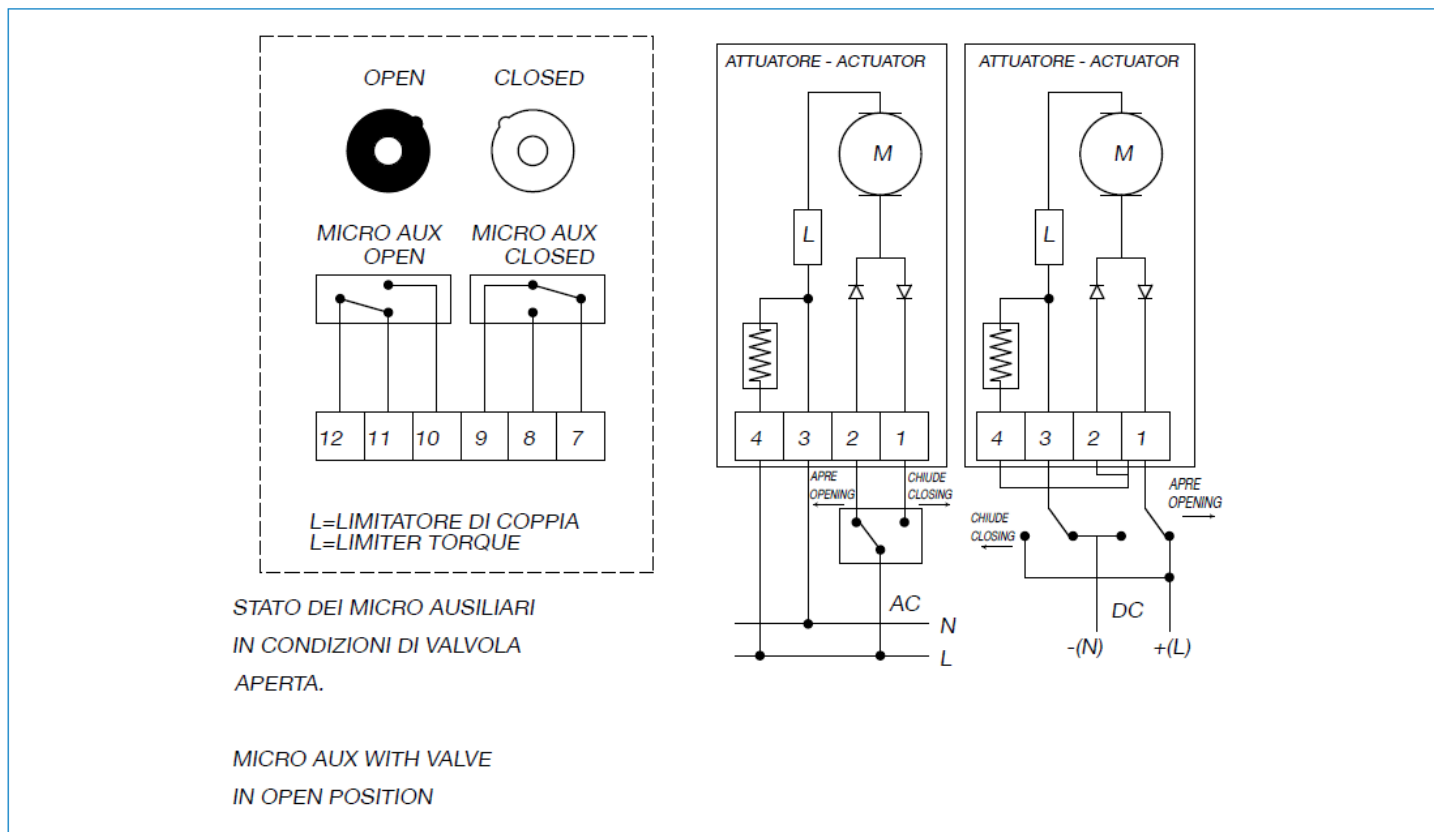 OPEN
CLOSED
MICRO AUX
OPEN
MICRO AUX
CLOSED
12 11 10 9 8 7
L=LIMITATORE DI COPPIA
L=LIMITER TORQUE
STATO DEI MICRO AUSILIARI
IN CONDIZIONI DI VALVOLA
APERTA.
MICRO AUX WITH VALVE
IN OPEN POSITION
ATTUATORE - ACTUATOR
M
L
4 3 2 1
APRE
OPENING
CHIUDE
CLOSING
AC
N
L
ATTUATORE - ACTUATOR
M
L
4 3 2 1
APRE
OPENING
CHIUDE
CLOSING
DC
-(N)
+(L)